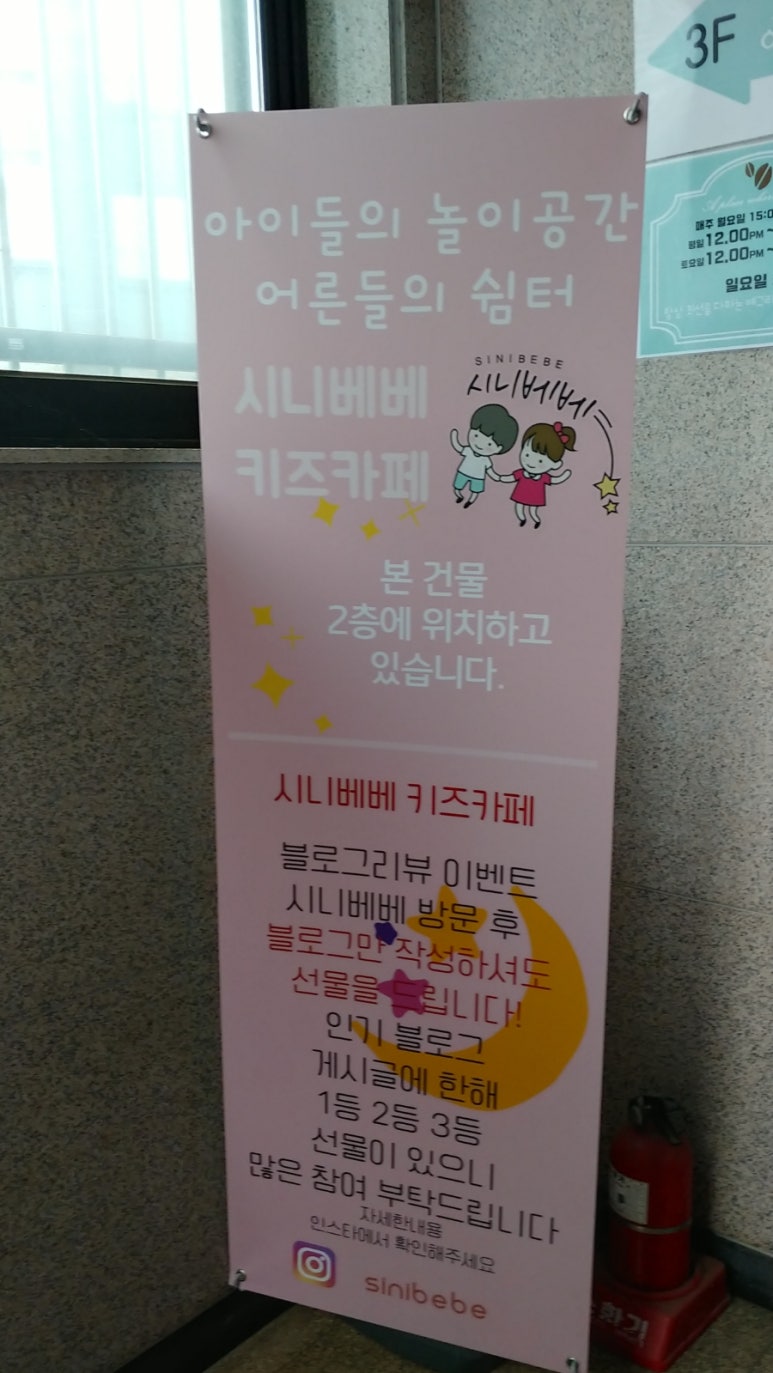 아이들의 놀이공간
어른들의 쉼터
시니베베
키즈카페
SINIBEBE
시니베베
본 건물
2층에 위치하고
있습니다.
시니베베 키즈카페
블로그리뷰 이벤트
시니베베 방문 후
블로그만 작성하셔도
선물을 드립니다!
인기 블로그
게시글에 한해
1등 2등 3등
선물이 있으니
많은 참여 부탁드립니다
자세한내용
인스타에서 확인해주세요
sinibebe
3F
매주 월요일 15:0
평일 12.00PM ~
토요일 12.00PM ~
일요일
소화기